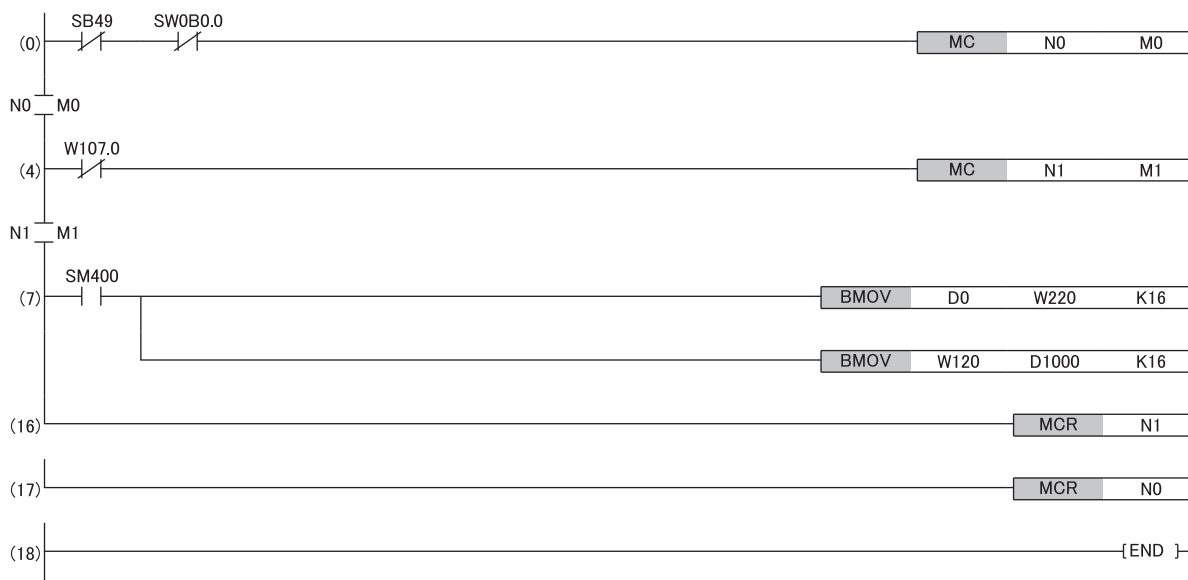 SB49 SW0B0.0
(0) MC N0 M0
N0 M0
W107.0
(4) MC N1 M1
N1 M1
SM400
(7) BMOV D0 W220 K16
BMOV W120 D1000 K16
(16) MCR N1
(17) MCR N0
(18) [END ]